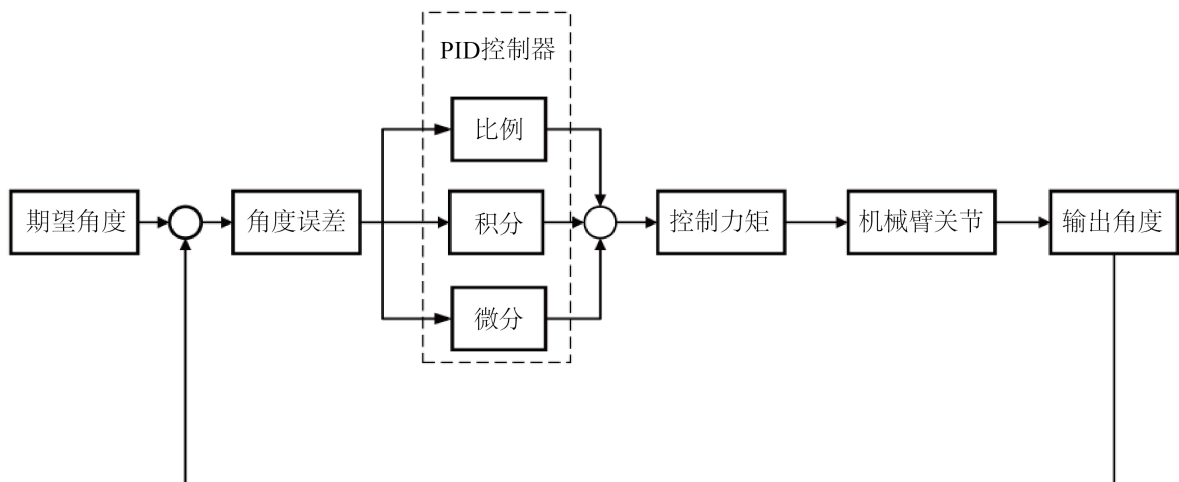 PID控制器
比例
期望角度
角度误差
积分
控制力矩
机械臂关节
输出角度
微分